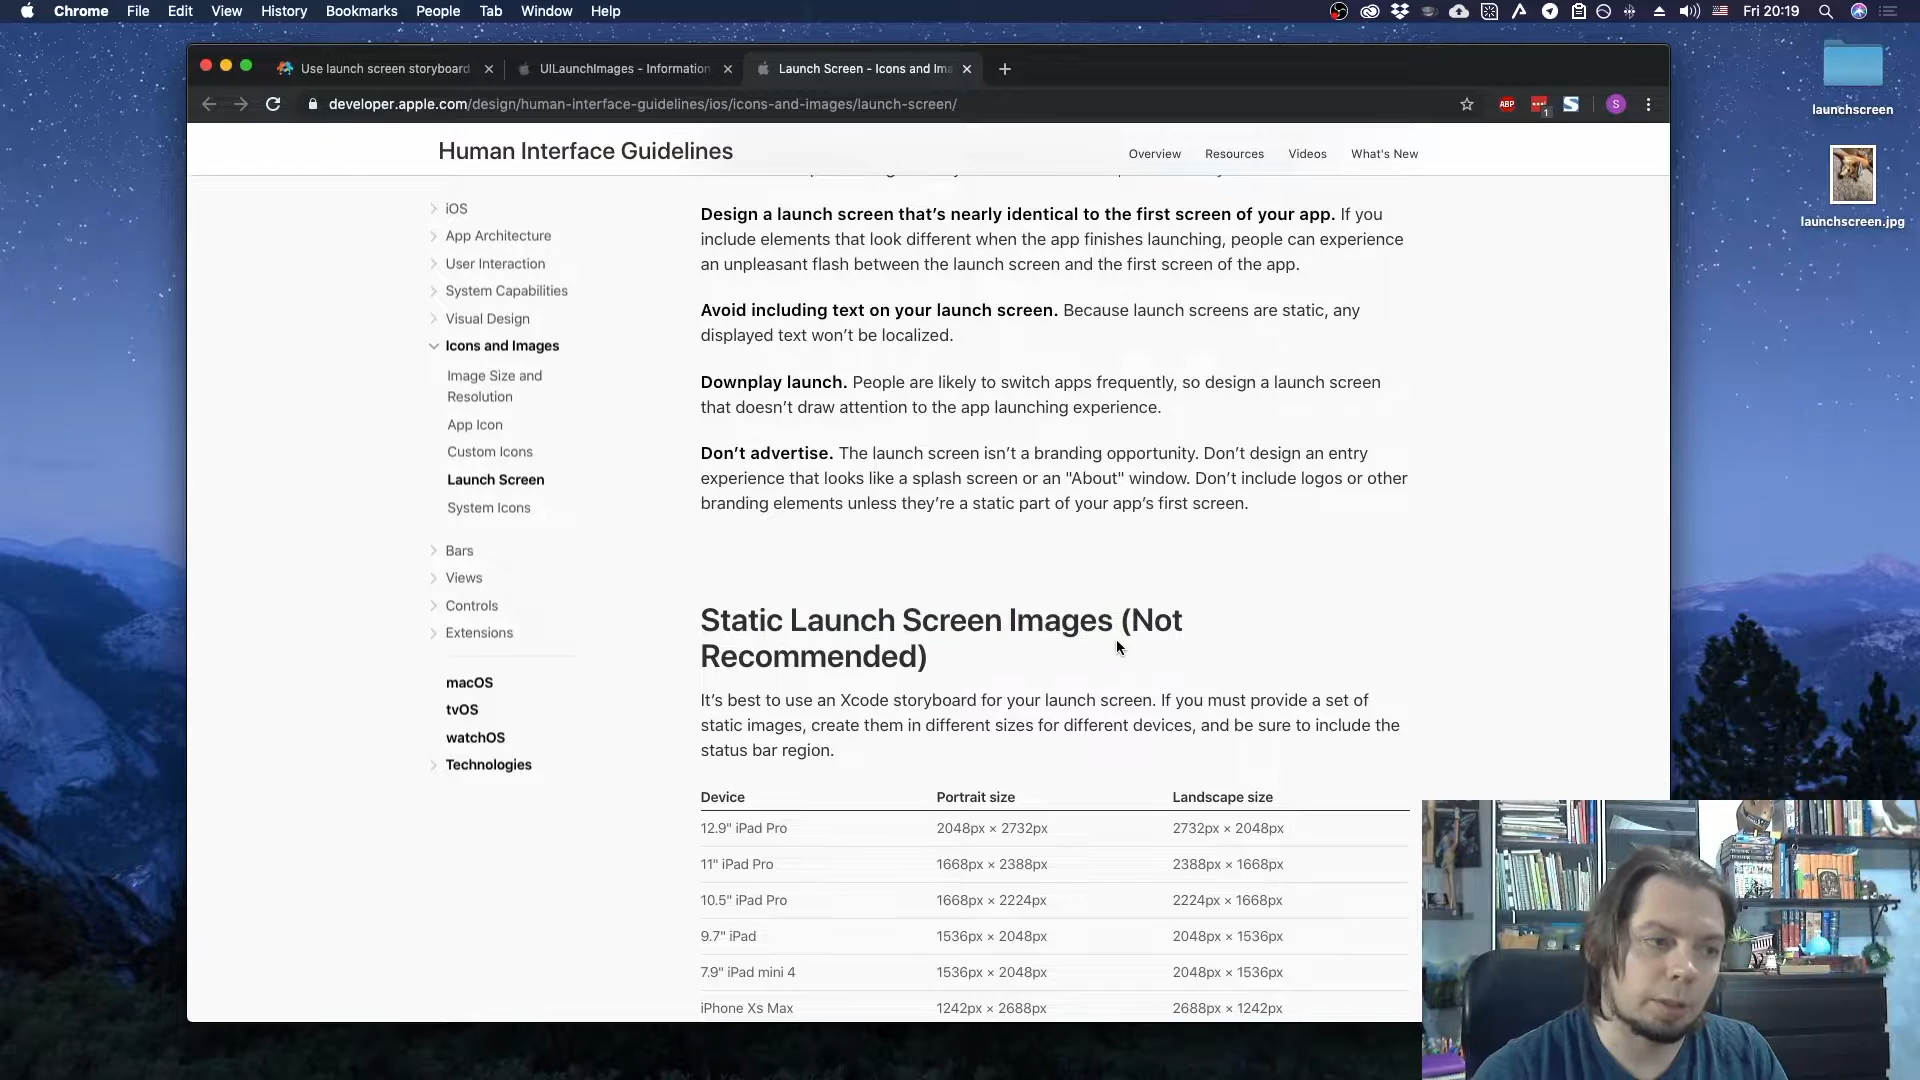 Chrome File Edit View History Bookmarks People Tab Window Help
Fri 20:19
Use launch screen storyboard
UILaunchImages - Information
Launch Screen - Icons and Ima
developer.apple.com/design/human-interface-guidelines/ios/icons-and-images/launch-screen/
ABP
1
S
launchscreen
launchscreen.jpg
Human Interface Guidelines
Overview Resources Videos What's New
iOS
App Architecture
User Interaction
System Capabilities
Visual Design
Icons and Images
Image Size and
Resolution
App Icon
Custom Icons
Launch Screen
System Icons
Bars
Views
Controls
Extensions
macOS
tvOS
watchOS
Technologies
Design a launch screen that’s nearly identical to the first screen of your app. If you
include elements that look different when the app finishes launching, people can experience
an unpleasant flash between the launch screen and the first screen of the app.
Avoid including text on your launch screen. Because launch screens are static, any
displayed text won’t be localized.
Downplay launch. People are likely to switch apps frequently, so design a launch screen
that doesn’t draw attention to the app launching experience.
Don’t advertise. The launch screen isn’t a branding opportunity. Don’t design an entry
experience that looks like a splash screen or an "About" window. Don’t include logos or other
branding elements unless they’re a static part of your app’s first screen.
Static Launch Screen Images (Not
Recommended)
It’s best to use an Xcode storyboard for your launch screen. If you must provide a set of
static images, create them in different sizes for different devices, and be sure to include the
status bar region.
Device Portrait size Landscape size
12.9" iPad Pro 2048px × 2732px 2732px × 2048px
11" iPad Pro 1668px × 2388px 2388px × 1668px
10.5" iPad Pro 1668px × 2224px 2224px × 1668px
9.7" iPad 1536px × 2048px 2048px × 1536px
7.9" iPad mini 4 1536px × 2048px 2048px × 1536px
iPhone Xs Max 1242px × 2688px 2688px × 1242px